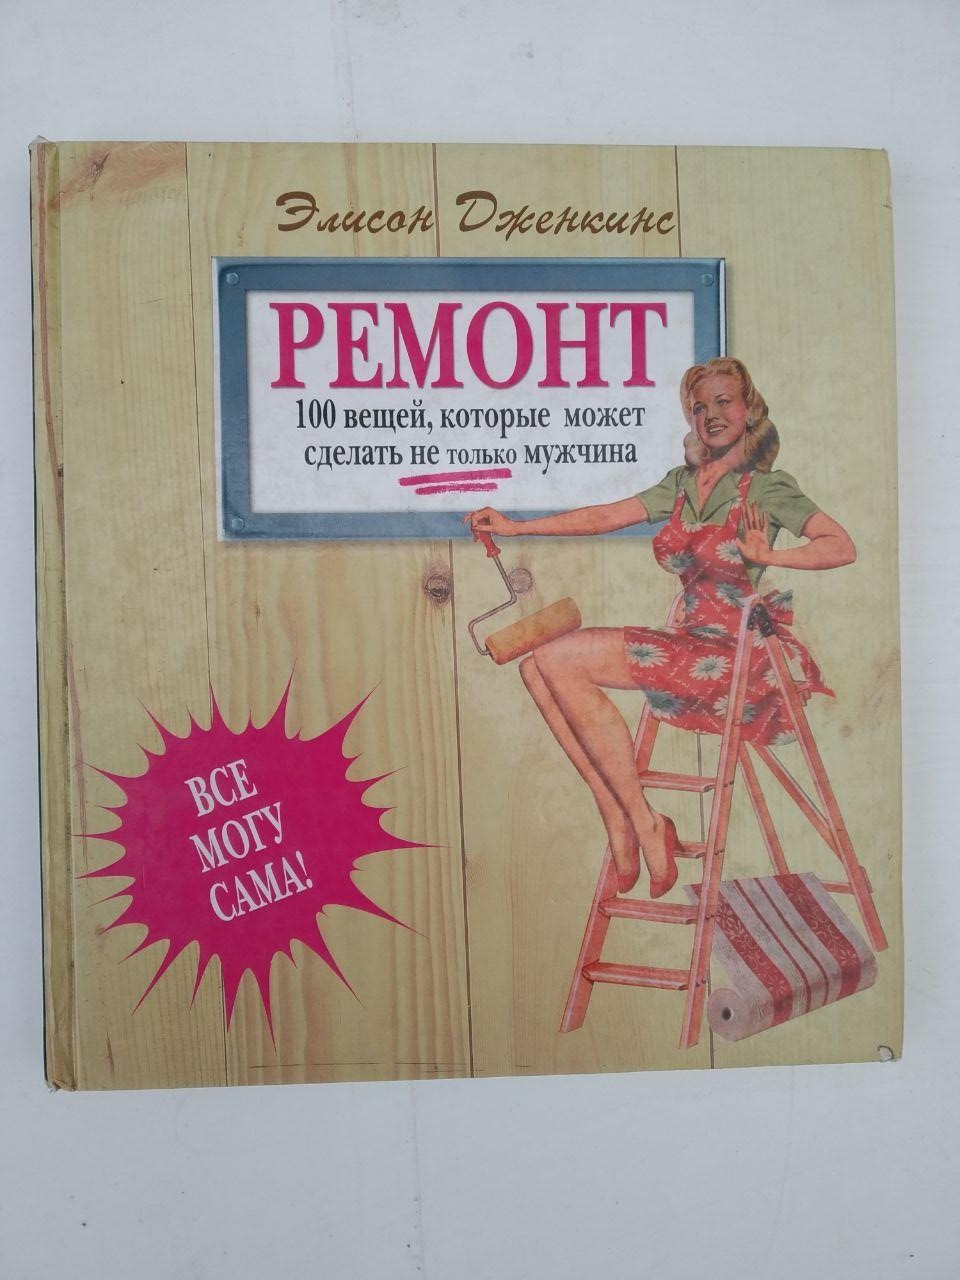 Элисон Дженкинс
РЕМОНТ
100 вещей, которые может
сделать не только мужчина
ВСЕ
МОГУ
САМА!